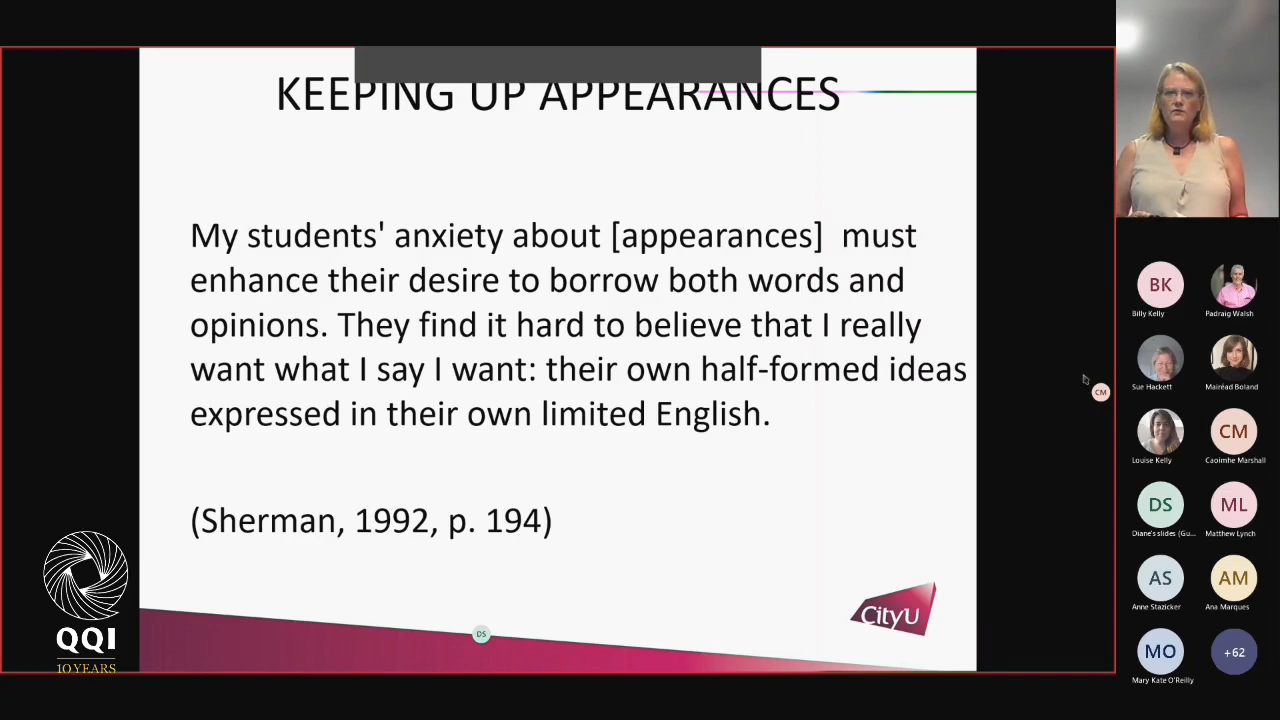 KEEPING UP APPEARANCES
My students' anxiety about [appearances] must
enhance their desire to borrow both words and
opinions. They find it hard to believe that I really
want what I say I want: their own half-formed ideas
expressed in their own limited English.
(Sherman, 1992, p. 194)
CityU
DS
QQI
10 YEARS
CM
BK
Billy Kelly
Padraig Walsh
Sue Hackett
Mairéad Boland
Louise Kelly
CM
Caoimhe Marshall
DS
Diane's slides (Gu...
ML
Matthew Lynch
AS
Anne Stazicker
AM
Ana Marques
MO
Mary Kate O'Reilly
+62